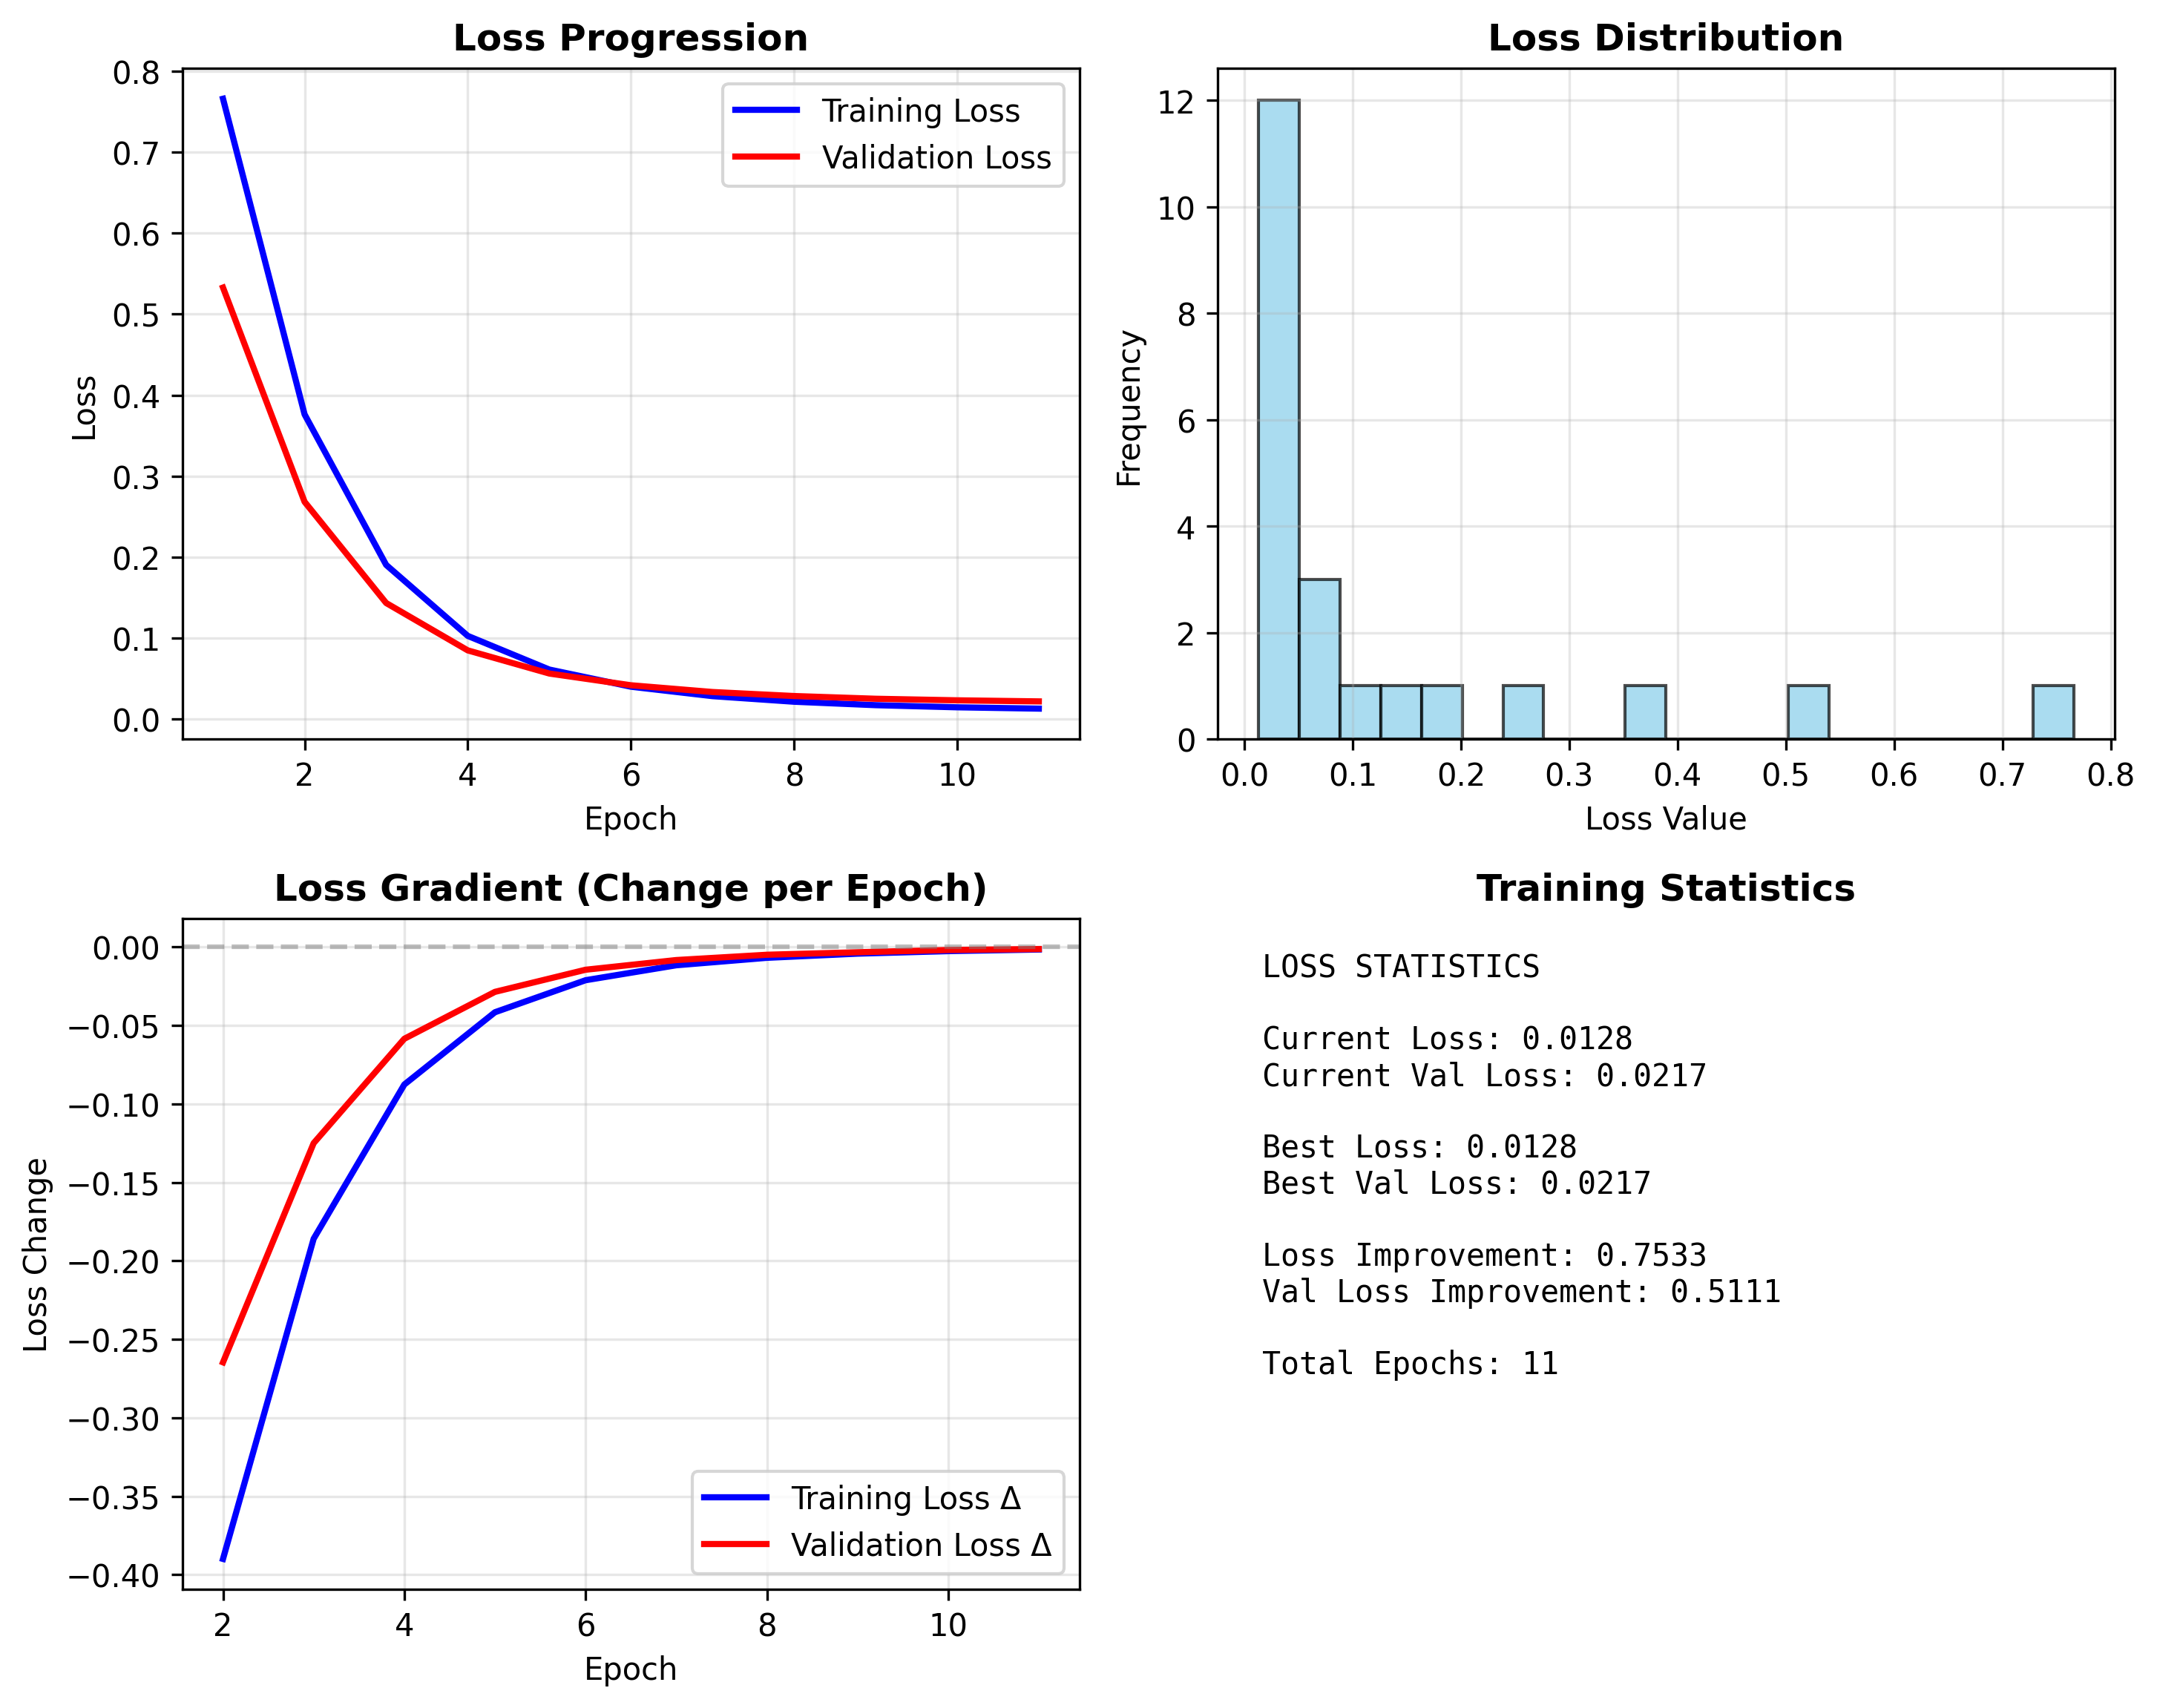 Loss Progression
0.8
0.7
0.6
0.5
0.4
0.3
0.2
0.1
0.0
Loss
2 4 6 8 10
Epoch
Training Loss
Validation Loss
Loss Distribution
12
10
8
6
4
2
0
Frequency
0.0 0.1 0.2 0.3 0.4 0.5 0.6 0.7 0.8
Loss Value
Loss Gradient (Change per Epoch)
0.00
−0.05
−0.10
−0.15
−0.20
−0.25
−0.30
−0.35
−0.40
Loss Change
2 4 6 8 10
Epoch
Training Loss Δ
Validation Loss Δ
Training Statistics
LOSS STATISTICS
Current Loss: 0.0128
Current Val Loss: 0.0217
Best Loss: 0.0128
Best Val Loss: 0.0217
Loss Improvement: 0.7533
Val Loss Improvement: 0.5111
Total Epochs: 11